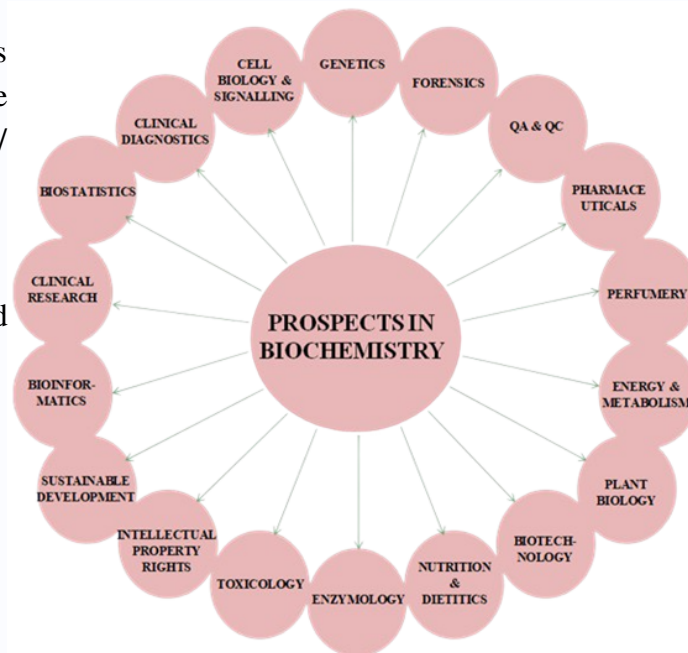 s
e
/
d
PROSPECTS IN
BIOCHEMISTRY
GENETICS
FORENSICS
QA & QC
PHARMACE
UTICALS
PERFUMERY
ENERGY &
METABOLISM
PLANT
BIOLOGY
BIOTECH-
NOLOGY
NUTRITION
&
DIETITICS
ENZYMOLOGY
TOXICOLOGY
INTELLECTUAL
PROPERTY
RIGHTS
SUSTAINABLE
DEVELOPMENT
BIOINFOR-
MATICS
CLINICAL
RESEARCH
BIOSTATISTICS
CLINICAL
DIAGNOSTICS
CELL
BIOLOGY &
SIGNALLING